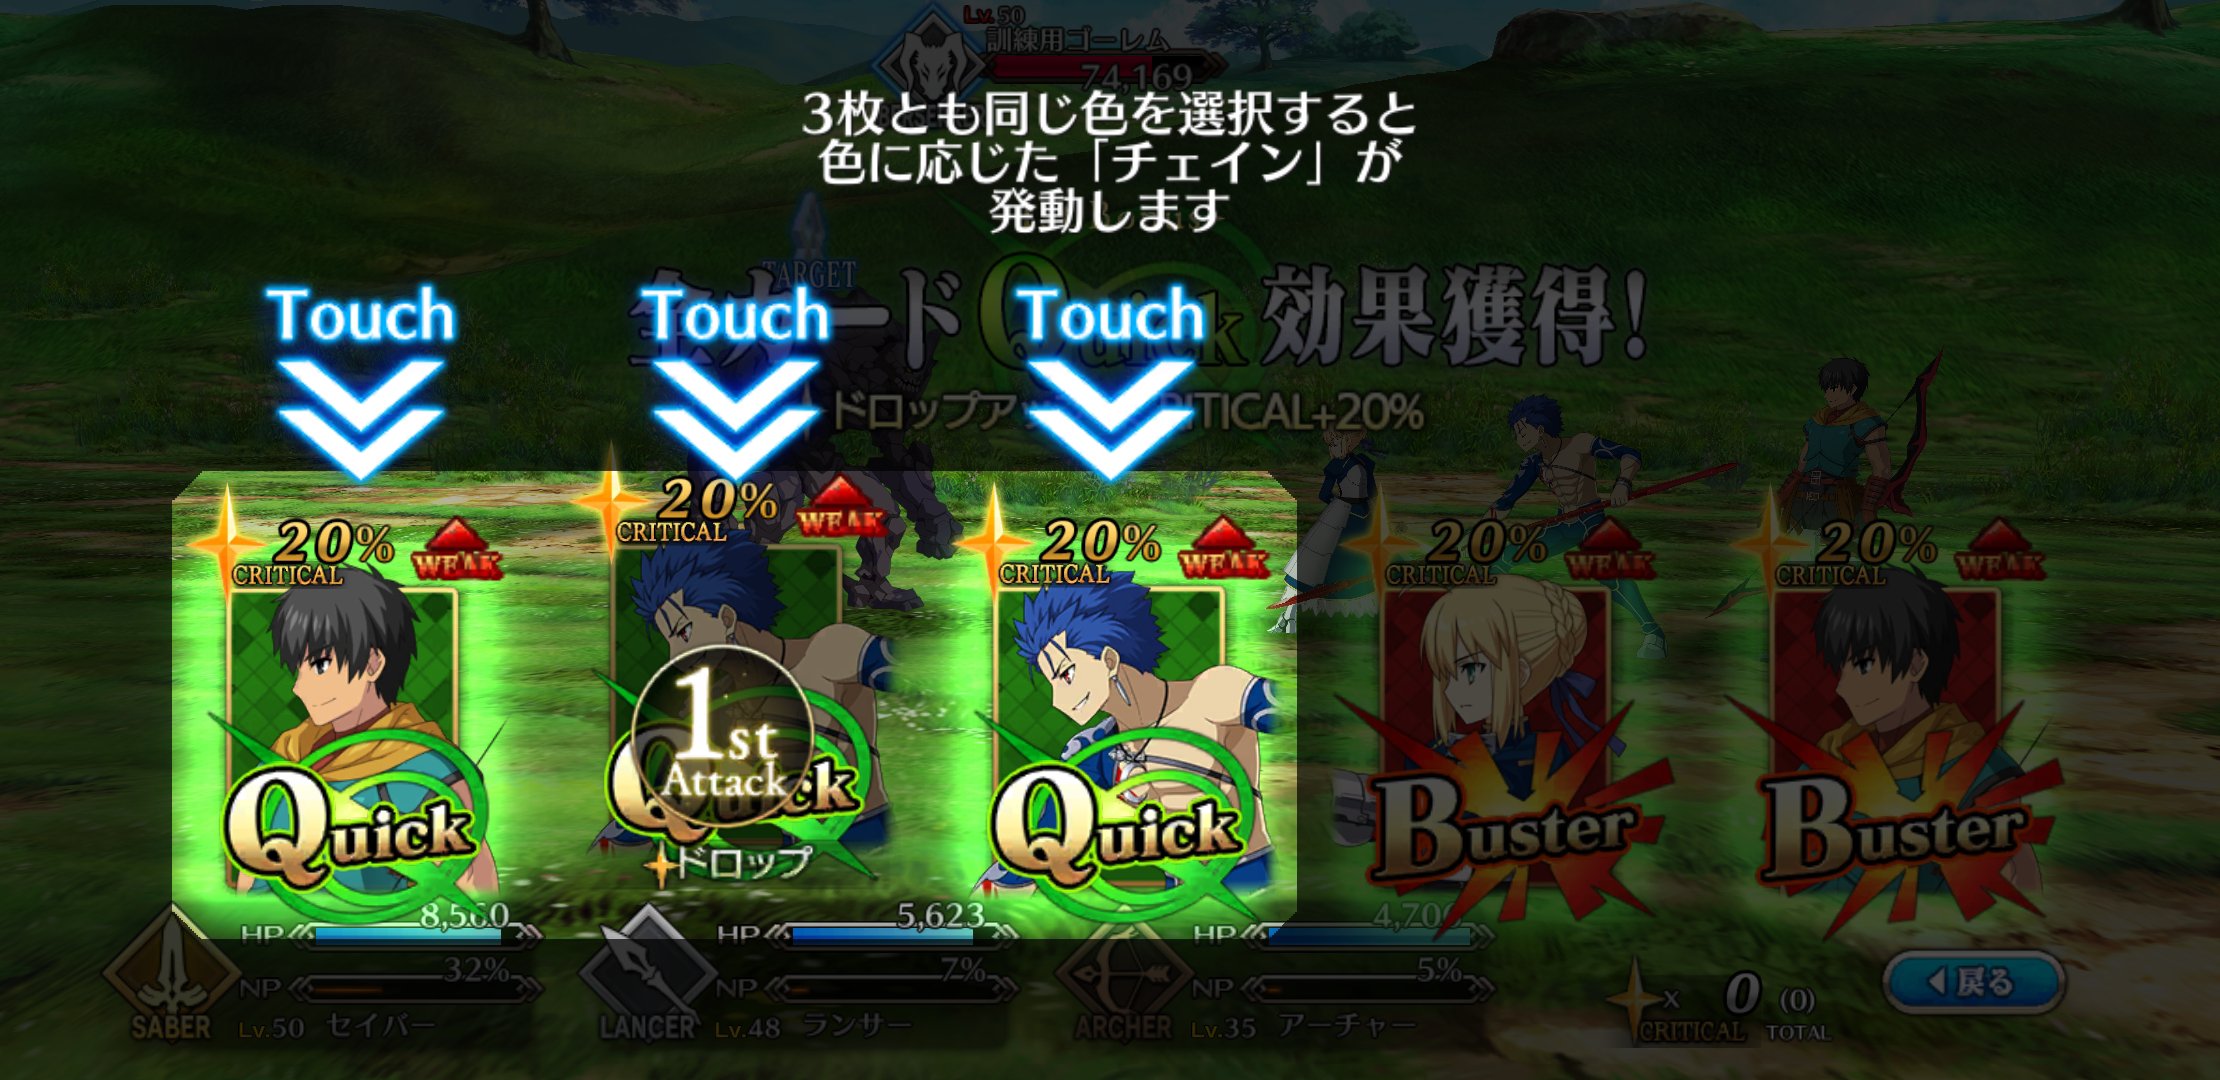 Lv.50
訓練用ゴーレム
74,169
3枚とも同じ色を選択すると
色に応じた「チェイン」が
発動します
TARGET
Touch Touch Touch
効果獲得!
CRITICAL+20%
20% CRITICAL WEAK
20% CRITICAL WEAK
20% CRITICAL WEAK
20% CRITICAL WEAK
20% CRITICAL WEAK
Quick
Quick
1st
Attack
ドロップ
Quick
Buster
Buster
HP 8,560
NP 32%
SABER Lv.50 セイバー
HP 5,623
NP 7%
LANCER Lv.48 ランサー
HP 4,700
NP 5%
ARCHER Lv.35 アーチャー
x 0 (0)
CRITICAL TOTAL
戻る